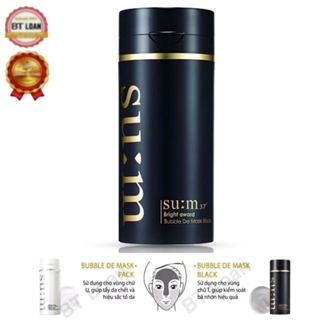 BT LOAN
su:m
su:m 37°
Bright award
Bubble De Mask Black
BUBBLE DE MASK+
PACK
Sử dụng cho vùng chữ
U, giúp tẩy da chết và
hiệu sắc tố da
BUBBLE DE MASK
BLACK
Sử dụng cho vùng
chữ T, giúp kiểm soát
bã nhờn hiệu quả